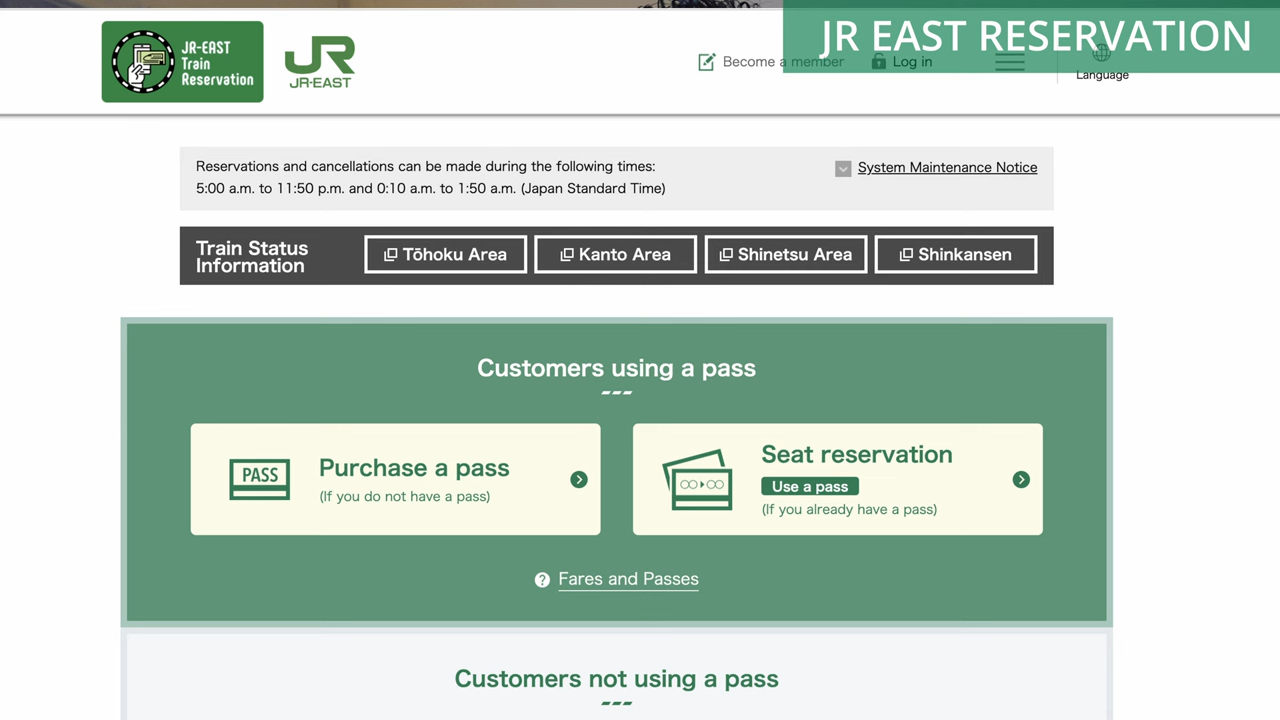 JR EAST RESERVATION
JR-EAST
Train
Reservation
JR
JR-EAST
Become a member
Log in
Language
Reservations and cancellations can be made during the following times:
5:00 a.m. to 11:50 p.m. and 0:10 a.m. to 1:50 a.m. (Japan Standard Time)
System Maintenance Notice
Train Status
Information
Tōhoku Area
Kanto Area
Shinetsu Area
Shinkansen
Customers using a pass
PASS
Purchase a pass
(If you do not have a pass)
Seat reservation
Use a pass
(If you already have a pass)
? Fares and Passes
Customers not using a pass